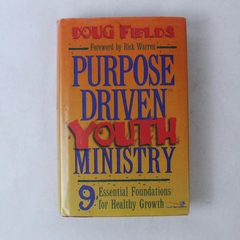 DOUG FIELDS
Foreword by Rick Warren
PURPOSE
DRIVEN
YOUTH
MINISTRY
9 Essential Foundations
for Healthy Growth